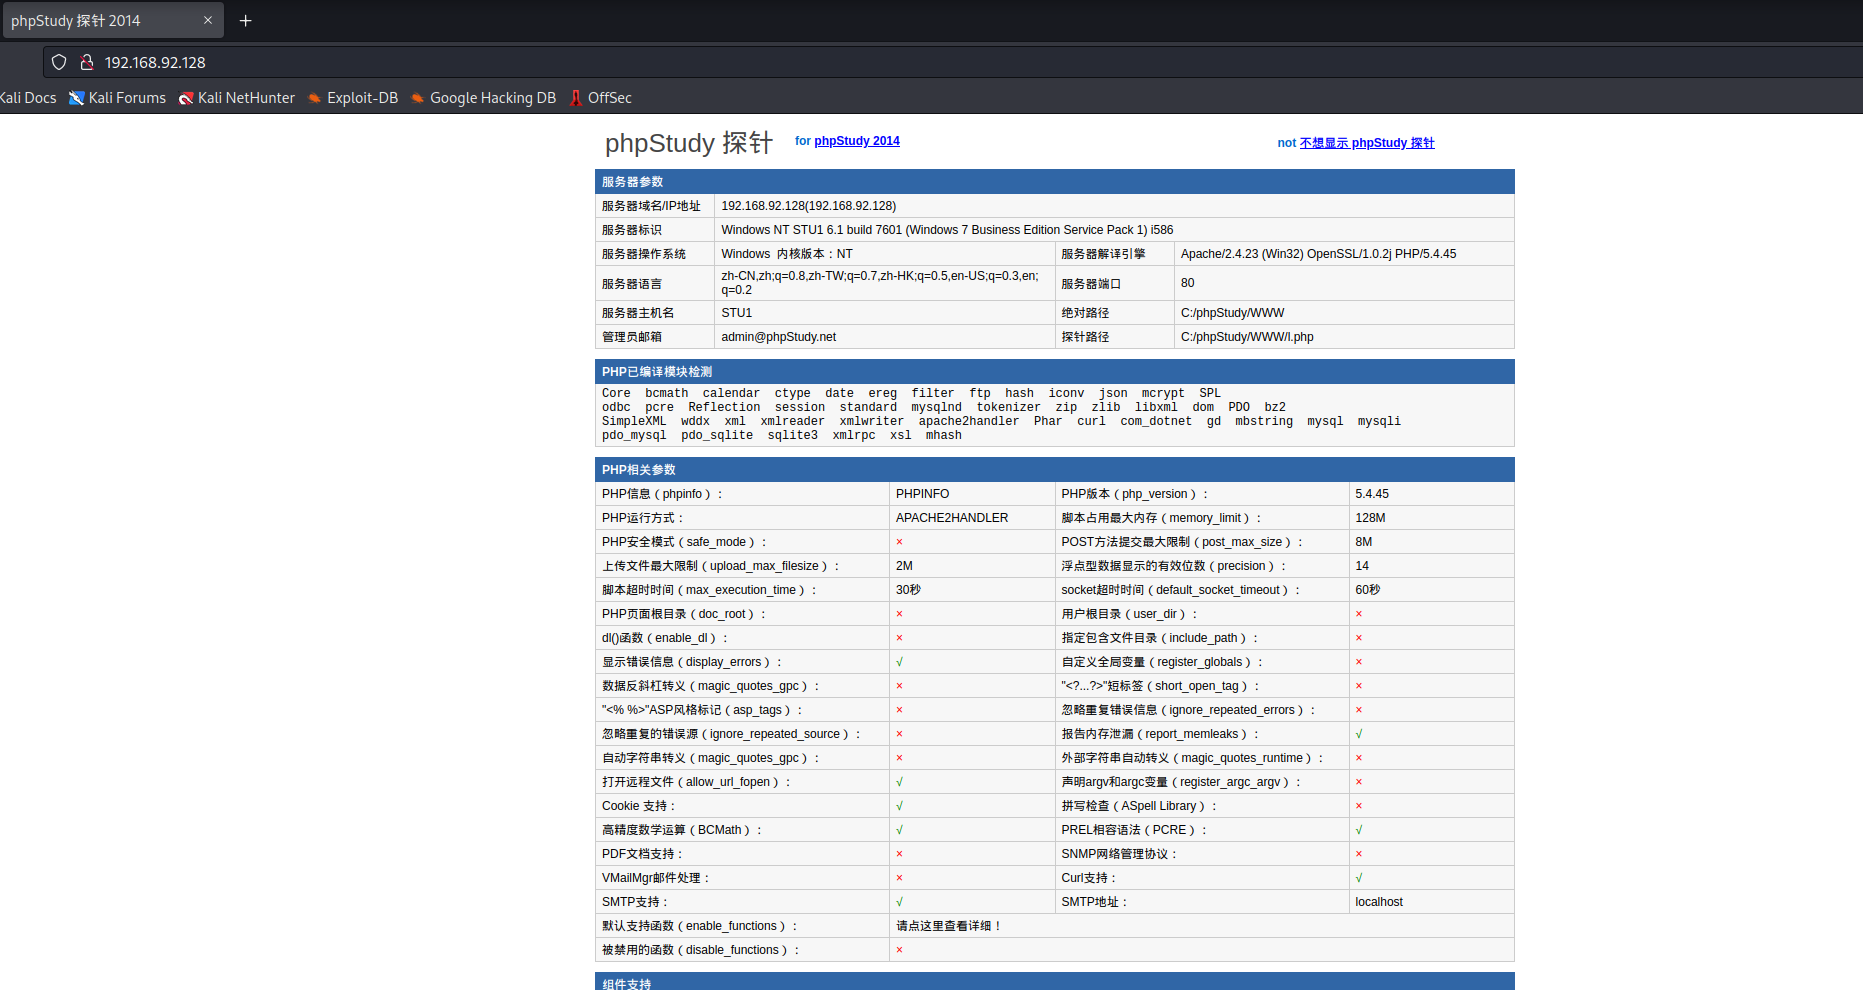 phpStudy 探针 2014
192.168.92.128
Kali Docs Kali Forums Kali NetHunter Exploit-DB Google Hacking DB OffSec
phpStudy 探针 for phpStudy 2014 not 不想显示 phpStudy 探针
服务器参数
服务器域名/IP地址 192.168.92.128(192.168.92.128)
服务器标识 Windows NT STU1 6.1 build 7601 (Windows 7 Business Edition Service Pack 1) i586
服务器操作系统 Windows 内核版本：NT 服务器解译引擎 Apache/2.4.23 (Win32) OpenSSL/1.0.2j PHP/5.4.45
服务器语言 zh-CN,zh;q=0.8,zh-TW;q=0.7,zh-HK;q=0.5,en-US;q=0.3,en;
q=0.2 服务器端口 80
服务器主机名 STU1 绝对路径 C:/phpStudy/WWW
管理员邮箱 admin@phpStudy.net 探针路径 C:/phpStudy/WWW/l.php
PHP已编译模块检测
Core bcmath calendar ctype date ereg filter ftp hash iconv json mcrypt SPL
odbc pcre Reflection session standard mysqlnd tokenizer zip zlib libxml dom PDO bz2
SimpleXML wddx xml xmlreader xmlwriter apache2handler Phar curl com_dotnet gd mbstring mysql mysqli
pdo_mysql pdo_sqlite sqlite3 xmlrpc xsl mhash
PHP相关参数
PHP信息（phpinfo）： PHPINFO PHP版本（php_version）： 5.4.45
PHP运行方式： APACHE2HANDLER 脚本占用最大内存（memory_limit）： 128M
PHP安全模式（safe_mode）： × POST方法提交最大限制（post_max_size）： 8M
上传文件最大限制（upload_max_filesize）： 2M 浮点型数据显示的有效位数（precision）： 14
脚本超时时间（max_execution_time）： 30秒 socket超时时间（default_socket_timeout）： 60秒
PHP页面根目录（doc_root）： × 用户根目录（user_dir）： ×
dl()函数（enable_dl）： × 指定包含文件目录（include_path）： ×
显示错误信息（display_errors）： √ 自定义全局变量（register_globals）： ×
数据反斜杠转义（magic_quotes_gpc）： × "<?...?>"短标签（short_open_tag）： ×
"<% %>"ASP风格标记（asp_tags）： × 忽略重复错误信息（ignore_repeated_errors）： ×
忽略重复的错误源（ignore_repeated_source）： × 报告内存泄漏（report_memleaks）： √
自动字符串转义（magic_quotes_gpc）： × 外部字符串自动转义（magic_quotes_runtime）： ×
打开远程文件（allow_url_fopen）： √ 声明argv和argc变量（register_argc_argv）： ×
Cookie 支持： √ 拼写检查（ASpell Library）： ×
高精度数学运算（BCMath）： √ PREL相容语法（PCRE）： √
PDF文档支持： × SNMP网络管理协议： ×
VMailMgr邮件处理： × Curl支持： √
SMTP支持： √ SMTP地址： localhost
默认支持函数（enable_functions）： 请点这里查看详细！
被禁用的函数（disable_functions）： ×
组件支持